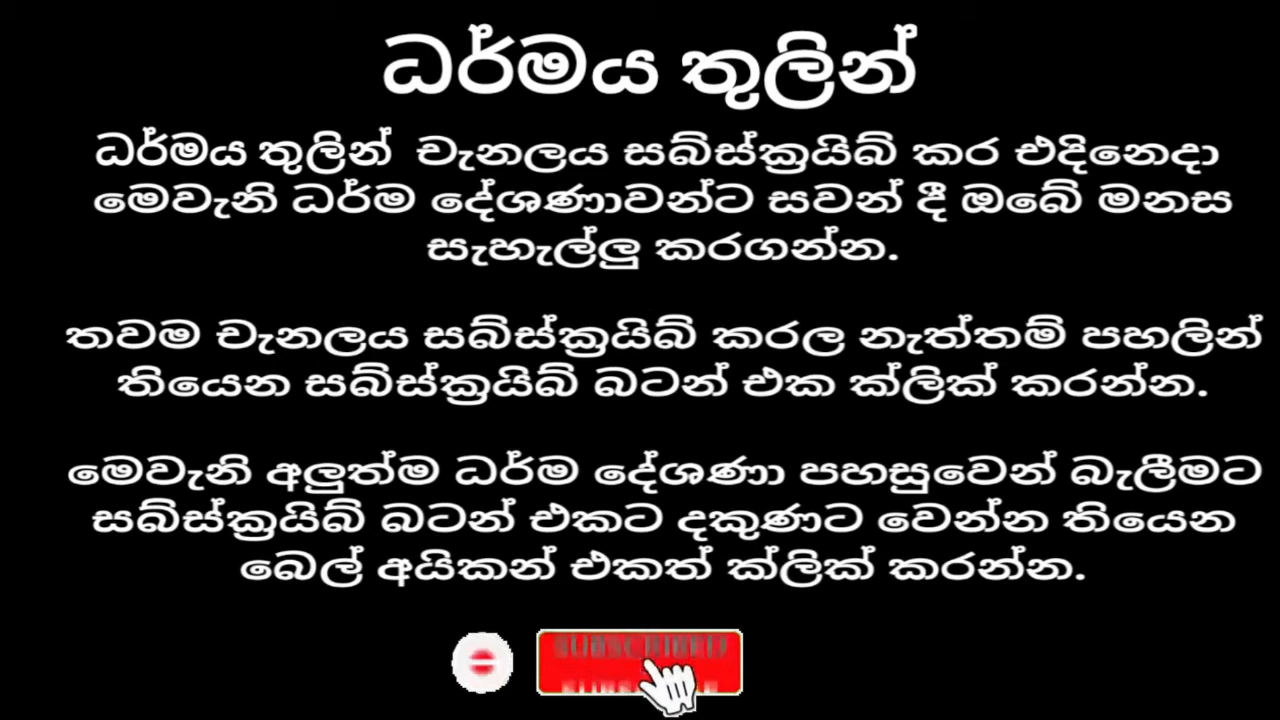 ධර්මය තුලින්
ධර්මය තුලින් චැනලය සබ්ස්ක්‍රයිබ් කර එදිනෙදා
මෙවැනි ධර්ම දේශණාවන්ට සවන් දී ඔබේ මනස
සැහැල්ලු කරගන්න.
තවම චැනලය සබ්ස්ක්‍රයිබ් කරල නැත්තම් පහලින්
තියෙන සබ්ස්ක්‍රයිබ් බටන් එක ක්ලික් කරන්න.
මෙවැනි අලුත්ම ධර්ම දේශණා පහසුවෙන් බැලීමට
සබ්ස්ක්‍රයිබ් බටන් එකට දකුණට වෙන්න තියෙන
බෙල් අයිකන් එකත් ක්ලික් කරන්න.
SUBSCRIBED